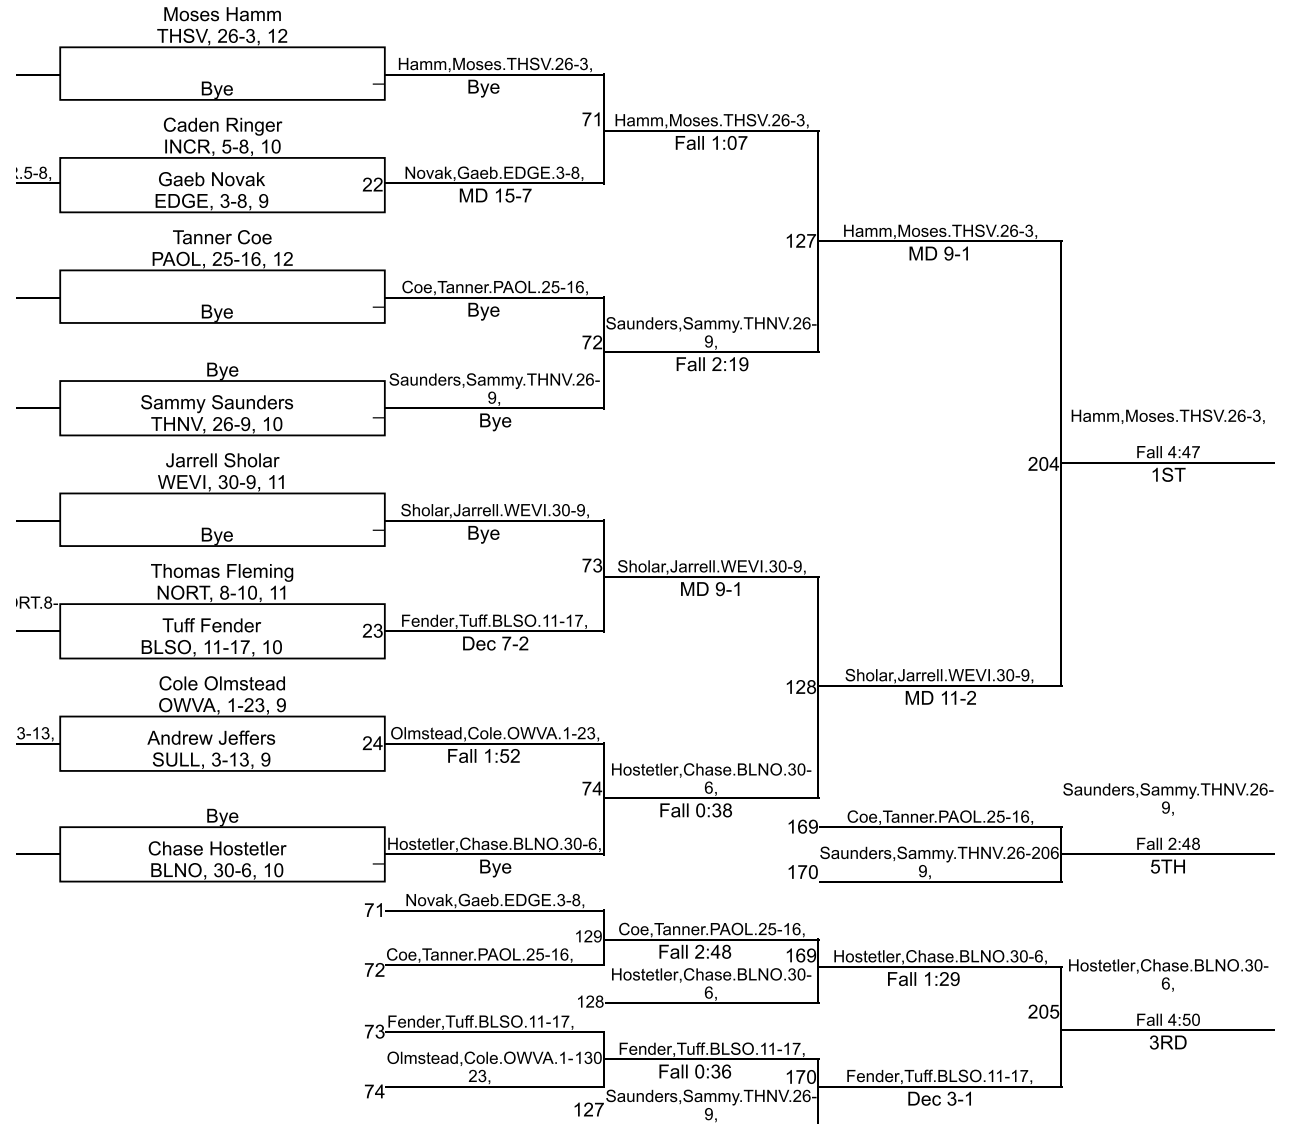 Moses Hamm
THSV, 26-3, 12
Hamm,Moses.THSV.26-3,
Bye
Bye
71
Hamm,Moses.THSV.26-3,
Fall 1:07
Caden Ringer
INCR, 5-8, 10
.5-8,
Gaeb Novak
EDGE, 3-8, 9
22
Novak,Gaeb.EDGE.3-8,
MD 15-7
127
Hamm,Moses.THSV.26-3,
MD 9-1
Tanner Coe
PAOL, 25-16, 12
Coe,Tanner.PAOL.25-16,
Bye
Bye
72
Saunders,Sammy.THNV.26-
9,
Fall 2:19
Bye
Sammy Saunders
THNV, 26-9, 10
Saunders,Sammy.THNV.26-
9,
Bye
204
Hamm,Moses.THSV.26-3,
Fall 4:47
1ST
Jarrell Sholar
WEVI, 30-9, 11
Sholar,Jarrell.WEVI.30-9,
Bye
Bye
73
Sholar,Jarrell.WEVI.30-9,
MD 9-1
Thomas Fleming
NORT, 8-10, 11
RT.8-
Tuff Fender
BLSO, 11-17, 10
23
Fender,Tuff.BLSO.11-17,
Dec 7-2
128
Sholar,Jarrell.WEVI.30-9,
MD 11-2
Cole Olmstead
OWVA, 1-23, 9
3-13,
Andrew Jeffers
SULL, 3-13, 9
24
Olmstead,Cole.OWVA.1-23,
Fall 1:52
74
Hostetler,Chase.BLNO.30-
6,
Fall 0:38
Bye
Chase Hostetler
BLNO, 30-6, 10
Hostetler,Chase.BLNO.30-6,
Bye
169
Coe,Tanner.PAOL.25-16,
170
Saunders,Sammy.THNV.26-206
9,
Saunders,Sammy.THNV.26-
9,
Fall 2:48
5TH
71
Novak,Gaeb.EDGE.3-8,
72
Coe,Tanner.PAOL.25-16,
129
Coe,Tanner.PAOL.25-16,
Fall 2:48
128
Hostetler,Chase.BLNO.30-
6,
169
Hostetler,Chase.BLNO.30-6,
Fall 1:29
73
Fender,Tuff.BLSO.11-17,
74
Olmstead,Cole.OWVA.1-130
23,
Fender,Tuff.BLSO.11-17,
Fall 0:36
127
Saunders,Sammy.THNV.26-
9,
170
Fender,Tuff.BLSO.11-17,
Dec 3-1
205
Hostetler,Chase.BLNO.30-
6,
Fall 4:50
3RD